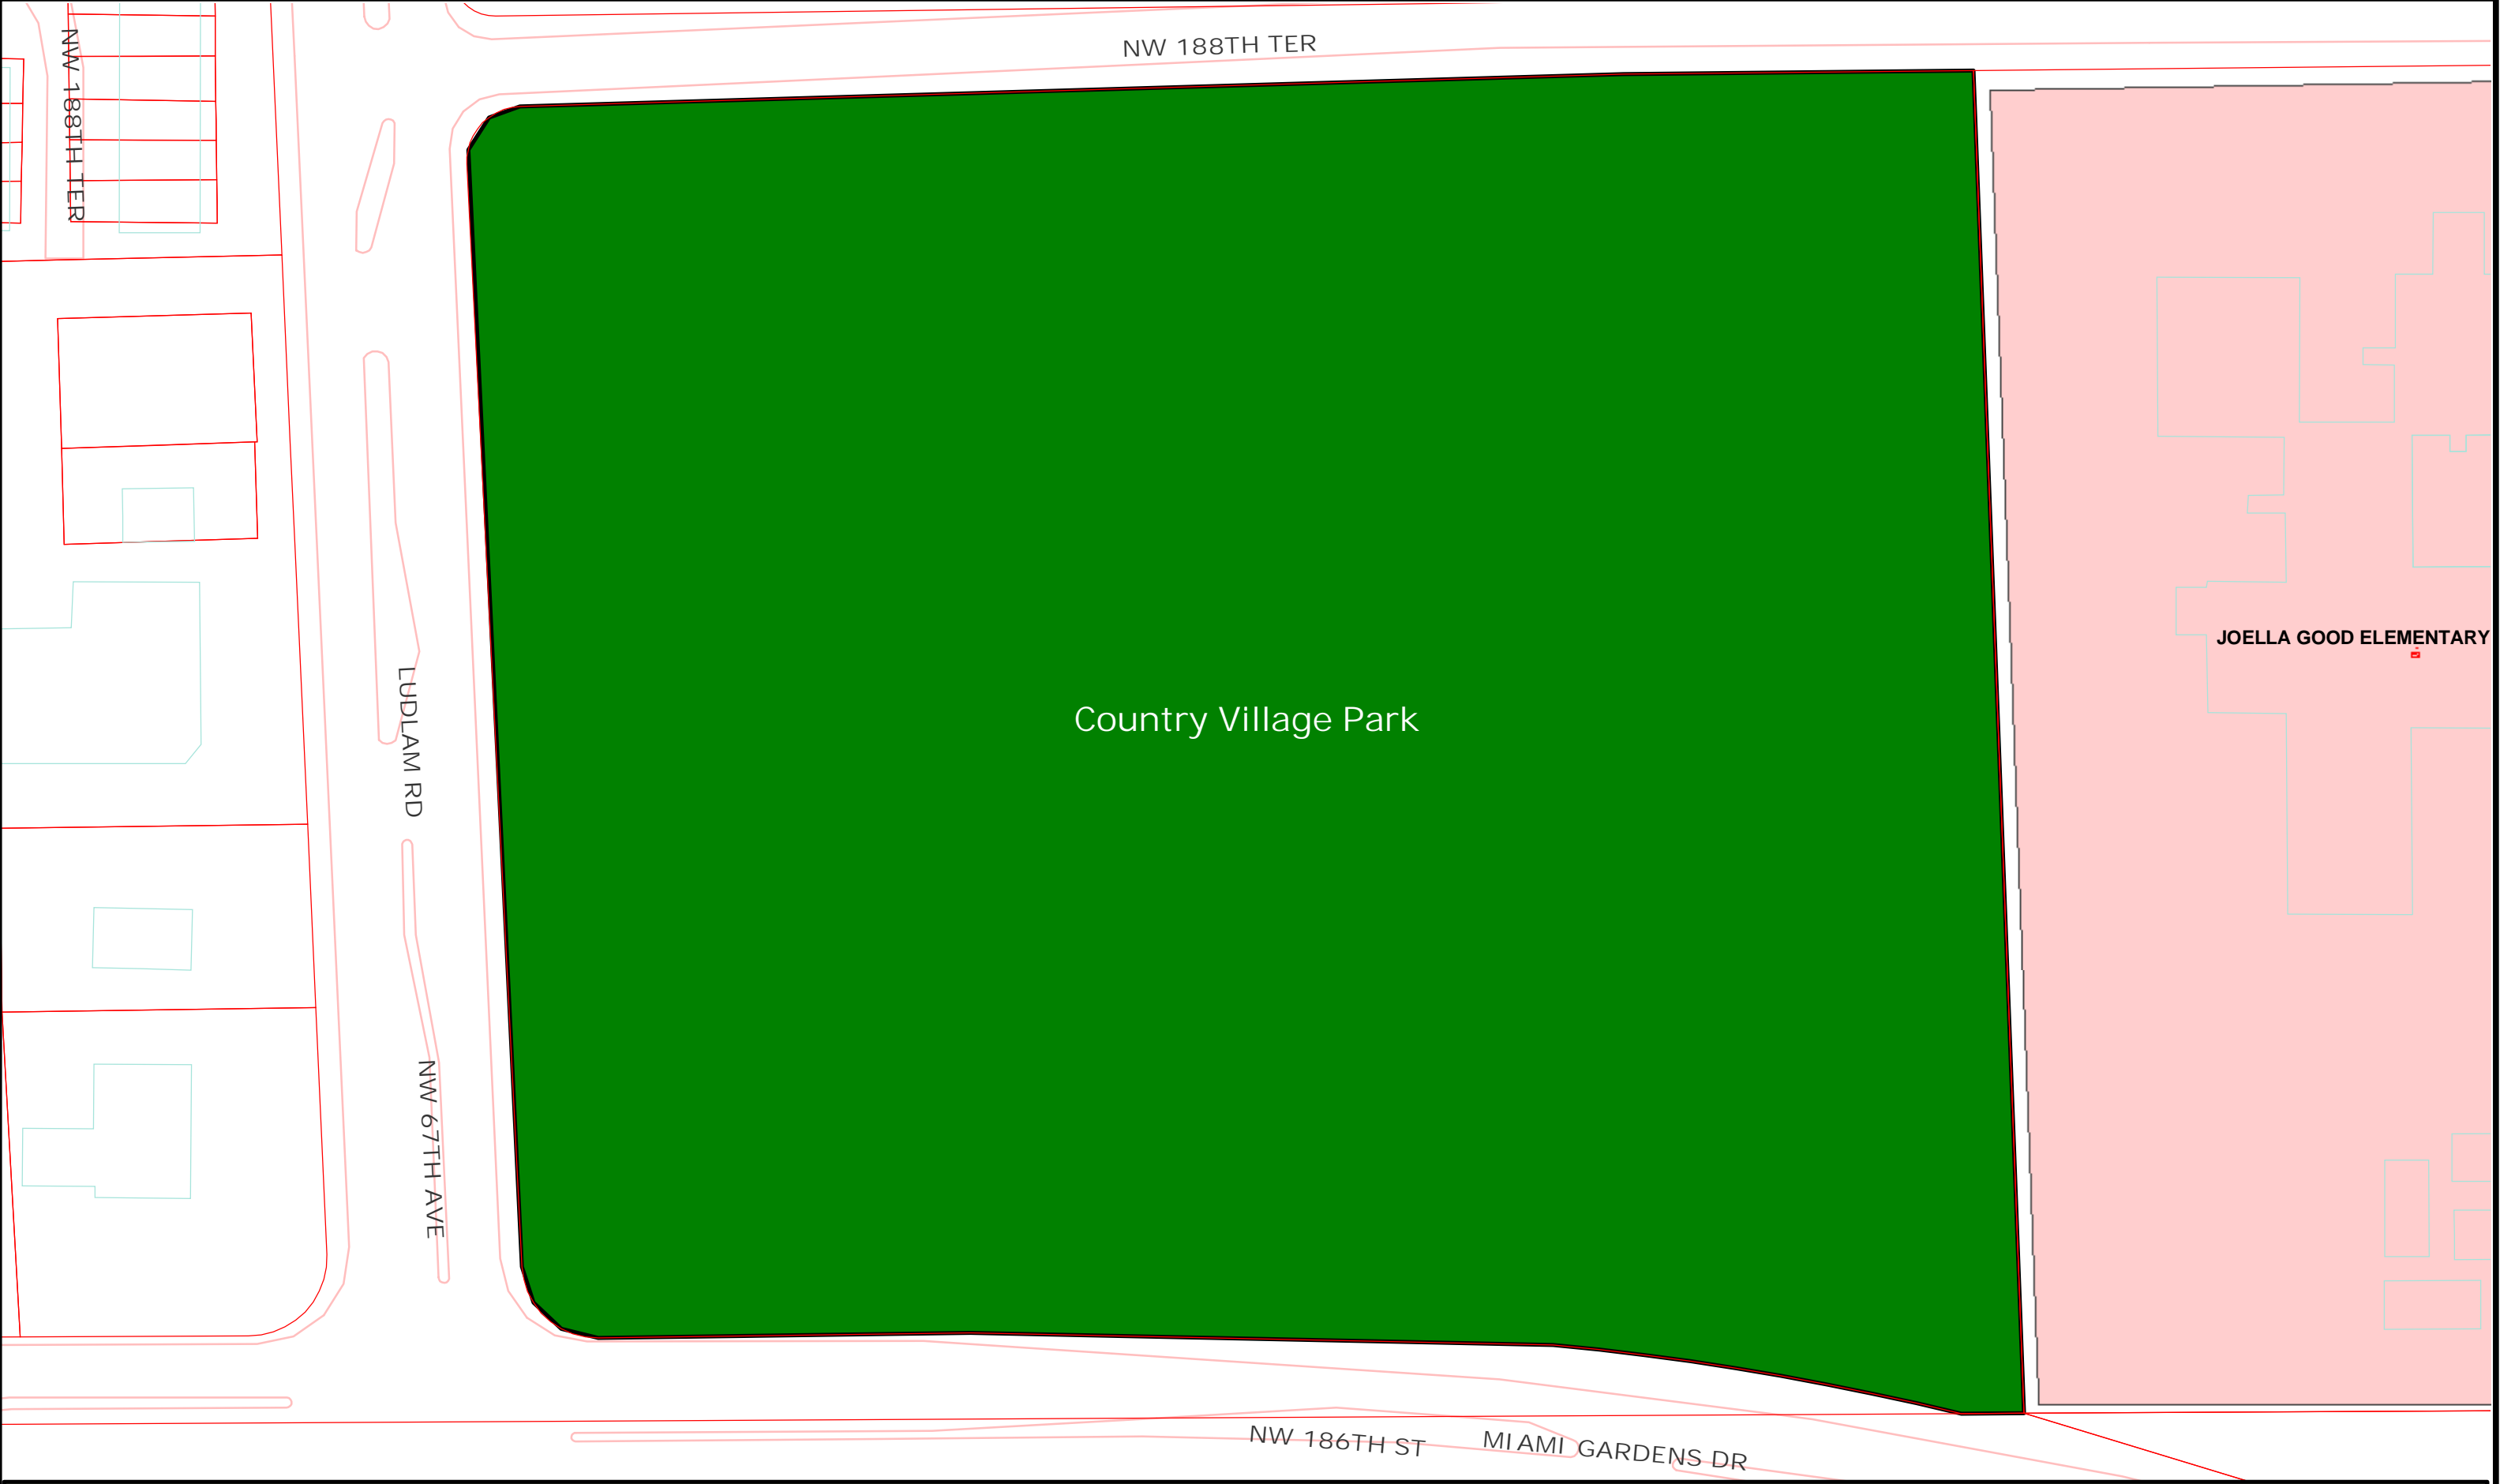 NW 188TH TER
NW 188TH TER
JOELLA GOOD ELEMENTARY
Country Village Park
LUDLAM RD
NW 67TH AVE
NW 186TH ST
MIAMI GARDENS DR